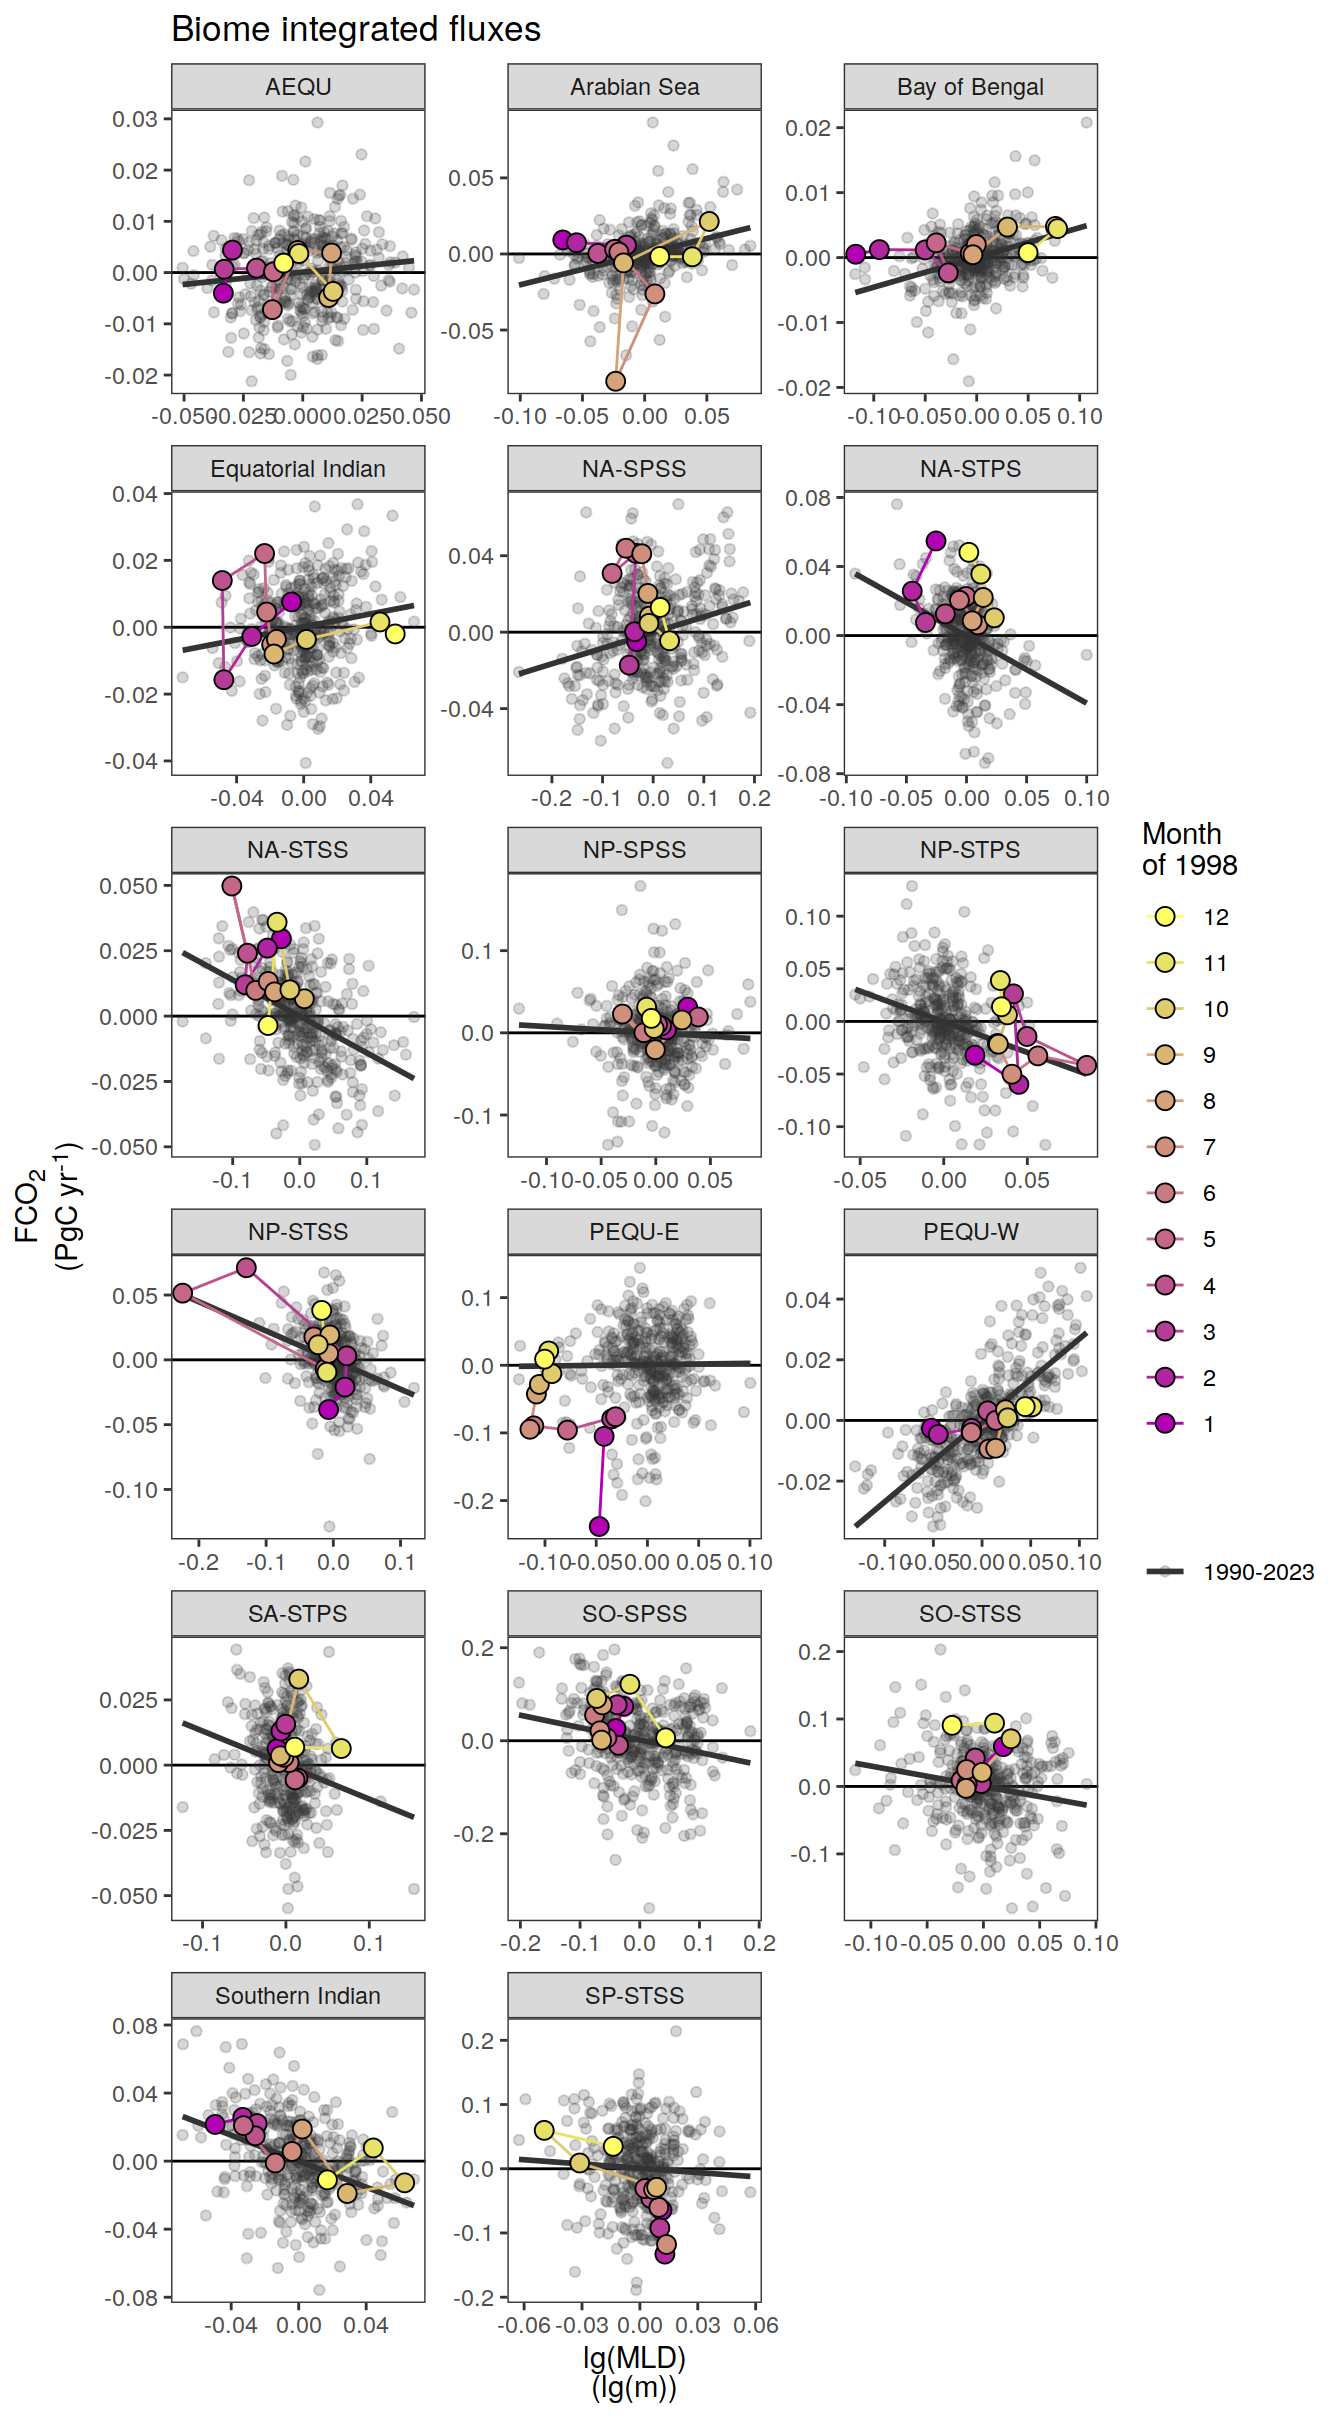 Biome integrated fluxes
AEQU
Arabian Sea
Bay of Bengal
0.03
0.02
0.01
0.00
-0.01
-0.02
0.05
0.00
-0.05
0.02
0.01
0.00
-0.01
-0.02
-0.050 -0.025 0.000 0.025 0.050
-0.10 -0.05 0.00 0.05
-0.10 -0.05 0.00 0.05 0.10
Equatorial Indian
NA-SPSS
NA-STPS
0.04
0.02
0.00
-0.02
-0.04
0.04
0.00
-0.04
0.08
0.04
0.00
-0.04
-0.08
-0.04 0.00 0.04
-0.2 -0.1 0.0 0.1 0.2
-0.10 -0.05 0.00 0.05 0.10
NA-STSS
NP-SPSS
NP-STPS
0.050
0.025
0.000
-0.025
-0.050
0.1
0.0
-0.1
0.10
0.05
0.00
-0.05
-0.10
-0.1 0.0 0.1
-0.10 -0.05 0.00 0.05
-0.05 0.00 0.05
NP-STSS
PEQU-E
PEQU-W
0.05
0.00
-0.05
-0.10
0.1
0.0
-0.1
-0.2
0.04
0.02
0.00
-0.02
-0.2 -0.1 0.0 0.1
-0.10 -0.05 0.00 0.05 0.10
-0.10 -0.05 0.00 0.05 0.10
SA-STPS
SO-SPSS
SO-STSS
0.025
0.000
-0.025
-0.050
0.2
0.0
-0.2
0.2
0.1
0.0
-0.1
-0.1 0.0 0.1
-0.2 -0.1 0.0 0.1 0.2
-0.10 -0.05 0.00 0.05 0.10
Southern Indian
SP-STSS
0.08
0.04
0.00
-0.04
-0.08
0.2
0.1
0.0
-0.1
-0.2
-0.04 0.00 0.04
-0.06 -0.03 0.00 0.03 0.06
lg(MLD)
(lg(m))
FCO₂
(PgC yr⁻¹)
Month
of 1998
12
11
10
9
8
7
6
5
4
3
2
1
1990-2023